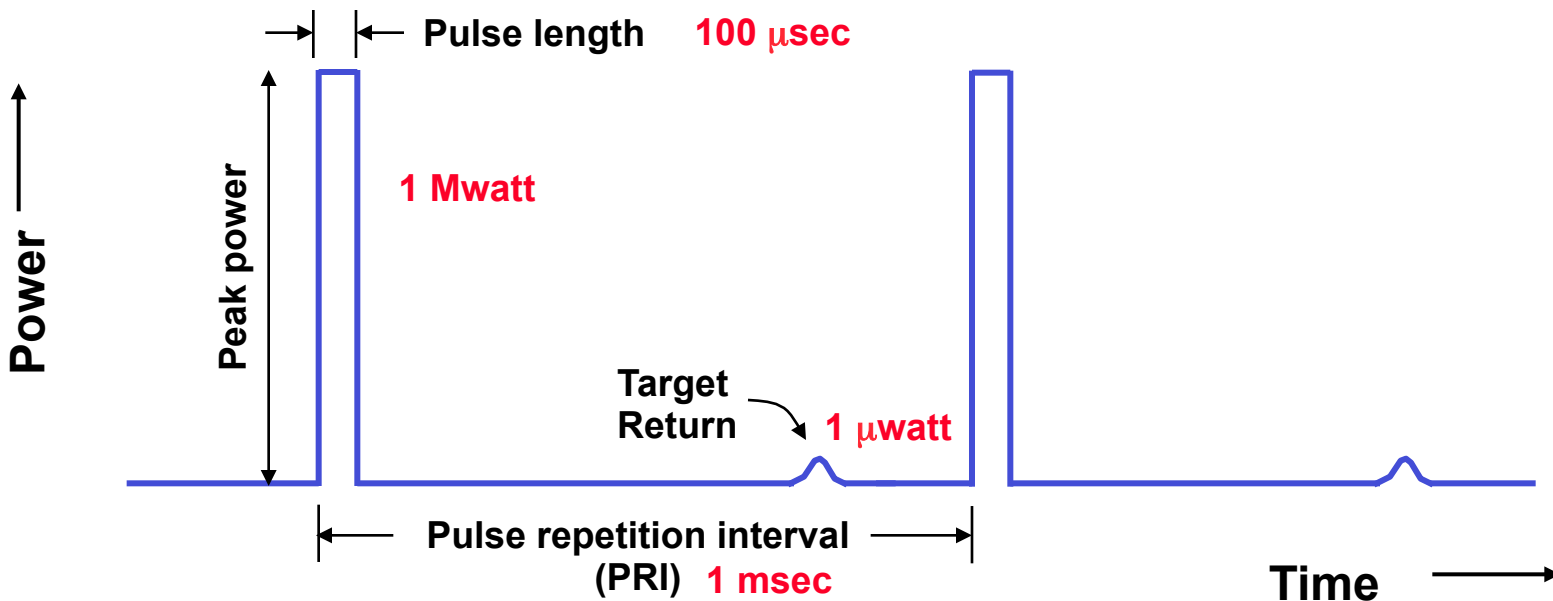 Pulse length 100 μsec
Power
Peak power
1 Mwatt
Target
Return
1 μwatt
Pulse repetition interval
(PRI) 1 msec
Time